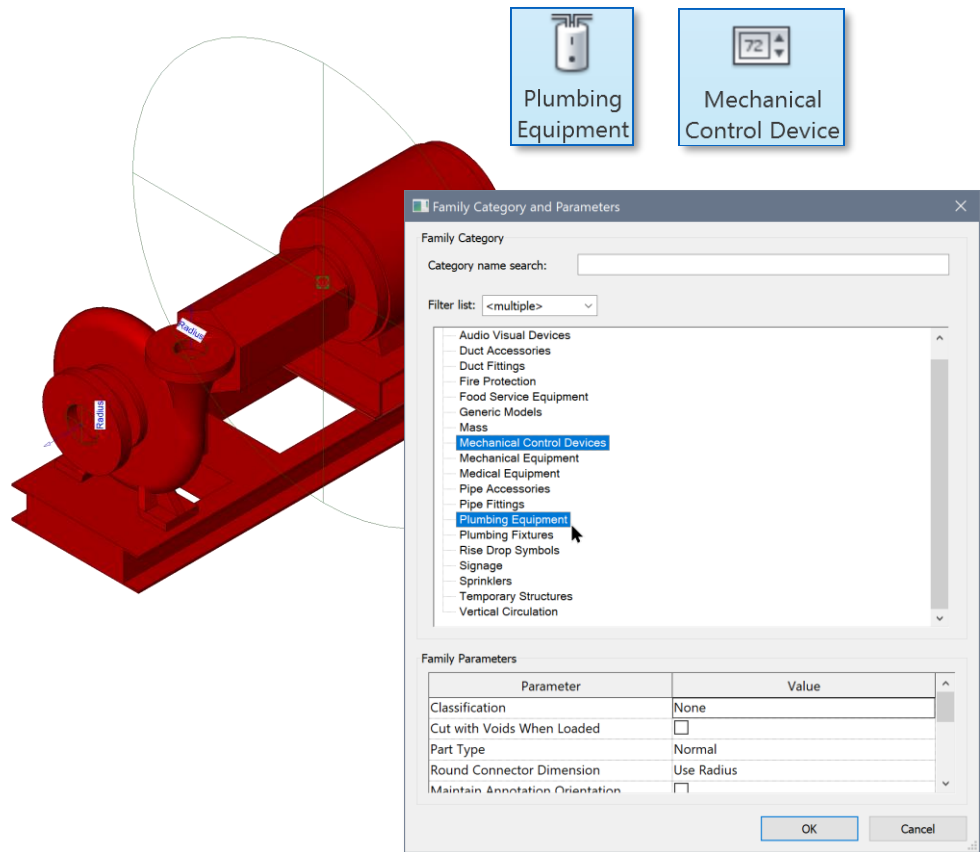 Plumbing
Equipment
72
Mechanical
Control Device
Family Category and Parameters
Family Category
Category name search:
Filter list: <multiple>
Audio Visual Devices
Duct Accessories
Duct Fittings
Fire Protection
Food Service Equipment
Generic Models
Mass
Mechanical Control Devices
Mechanical Equipment
Medical Equipment
Pipe Accessories
Pipe Fittings
Plumbing Equipment
Plumbing Fixtures
Rise Drop Symbols
Signage
Sprinklers
Temporary Structures
Vertical Circulation
Radius
Radius
Family Parameters
Parameter Value
Classification None
Cut with Voids When Loaded
Part Type Normal
Round Connector Dimension Use Radius
Maintain Annotation Orientation
OK Cancel